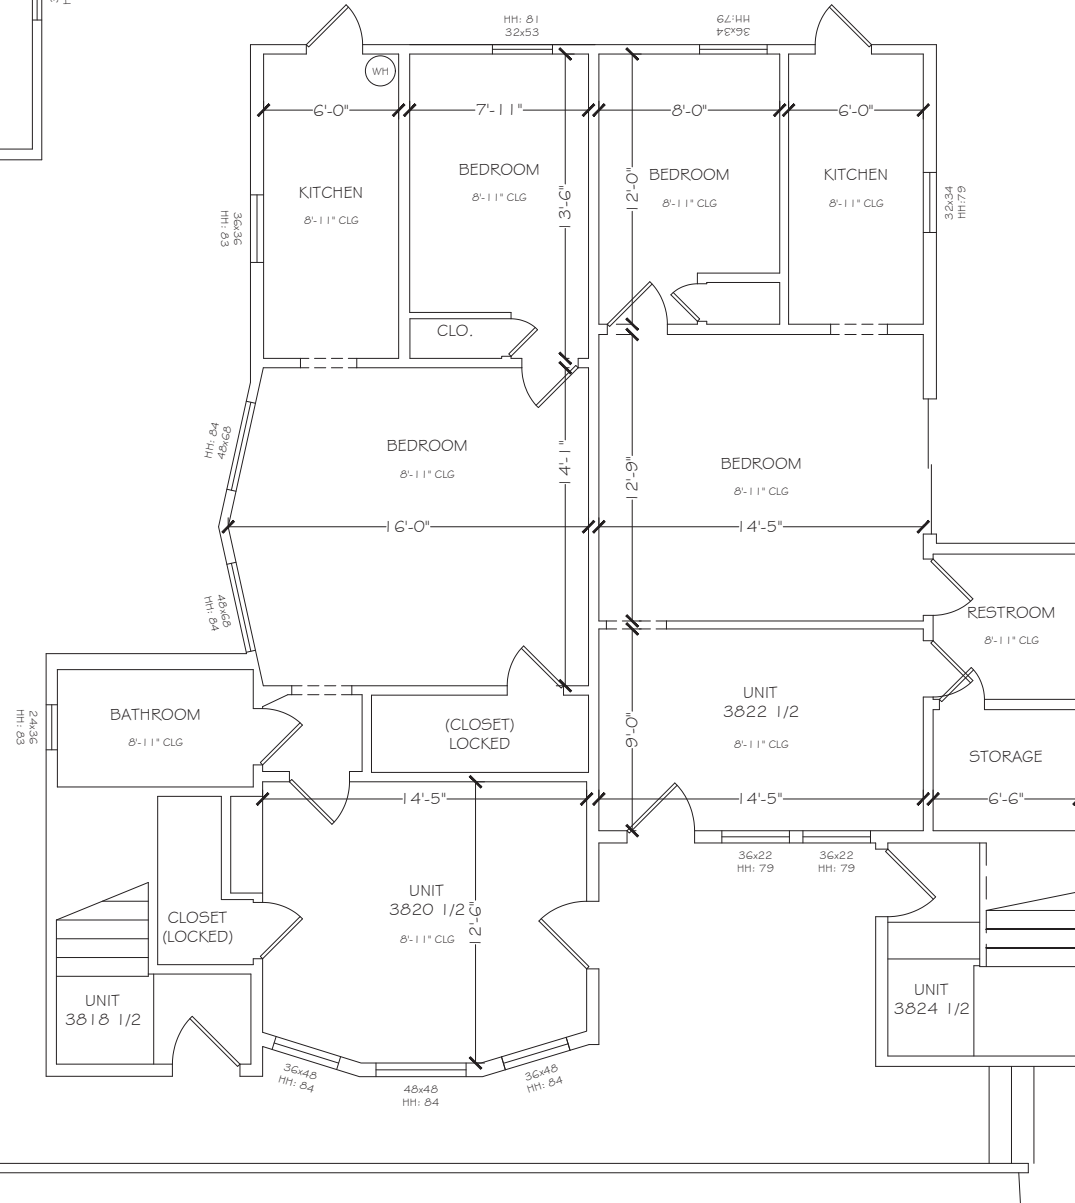 HH: 81
32x53
36x34
HH:79
WH
6'-0"
7'-11"
8'-0"
6'-0"
BEDROOM
8'-11" CLG
BEDROOM
8'-11" CLG
KITCHEN
8'-11" CLG
KITCHEN
8'-11" CLG
13'-6"
12'-0"
36x36
HH: 83
32x34
HH:79
CLO.
HH: 84
48x68
BEDROOM
8'-11" CLG
14'-1"
12'-9"
BEDROOM
8'-11" CLG
16'-0"
14'-5"
48x68
HH: 84
RESTROOM
8'-11" CLG
BATHROOM
8'-11" CLG
24x36
HH: 83
(CLOSET)
LOCKED
UNIT
3822 1/2
8'-11" CLG
9'-0"
STORAGE
14'-5"
14'-5"
6'-6"
36x22
HH: 79
36x22
HH: 79
UNIT
3820 1/2
8'-11" CLG
12'-6"
CLOSET
(LOCKED)
UNIT
3818 1/2
UNIT
3824 1/2
36x48
HH: 84
48x48
HH: 84
36x48
HH: 84